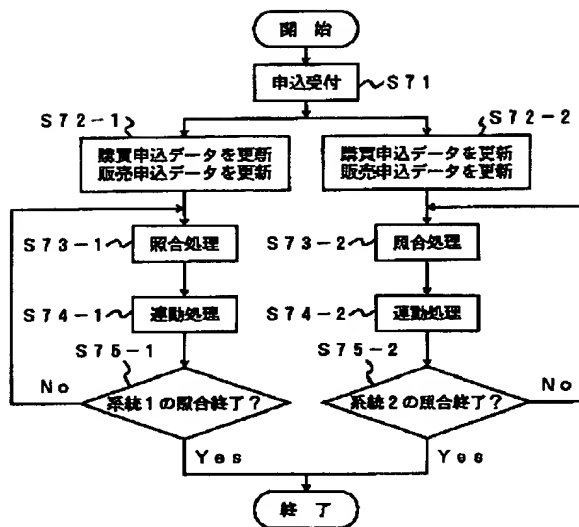 開 始
申込受付
S71
S72-1
S72-2
購買申込データを更新
販売申込データを更新
購買申込データを更新
販売申込データを更新
S73-1
照合処理
S73-2
照合処理
S74-1
連動処理
S74-2
連動処理
S75-1
S75-2
No
系統1の照合終了?
系統2の照合終了?
No
Yes
Yes
終 了